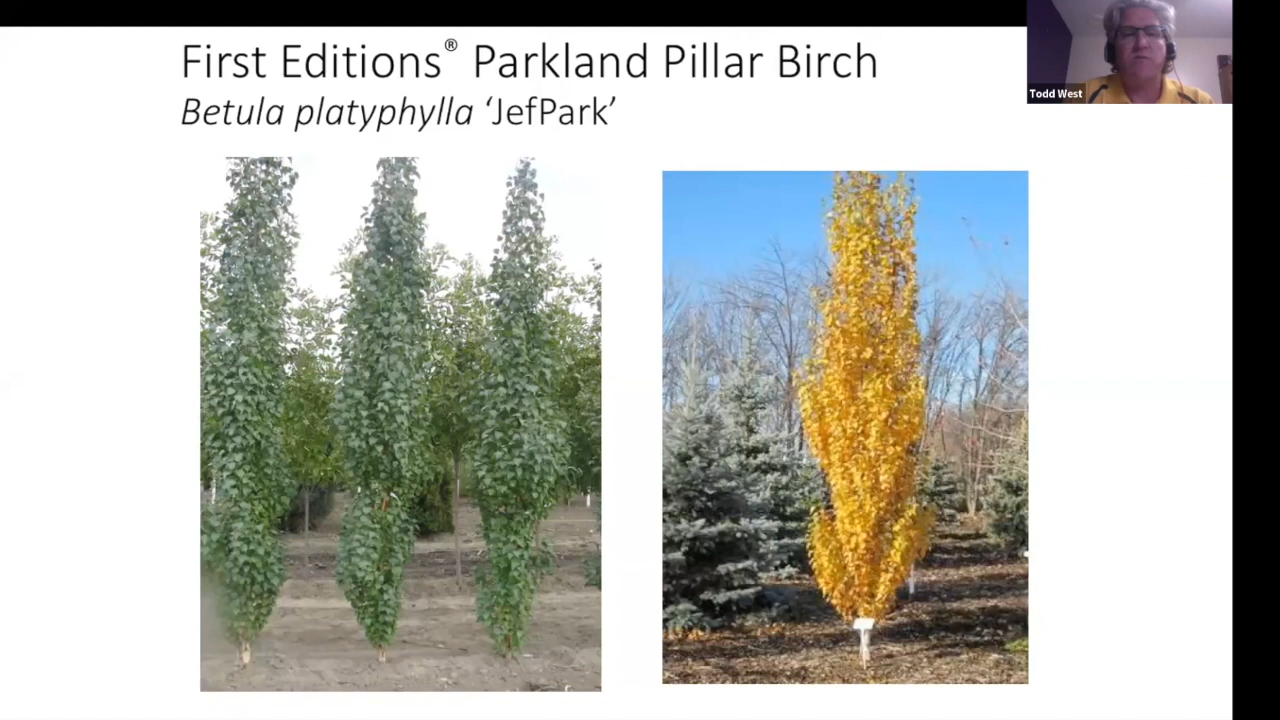 First Editions® Parkland Pillar Birch
Betula platyphylla ‘JefPark’
Todd West